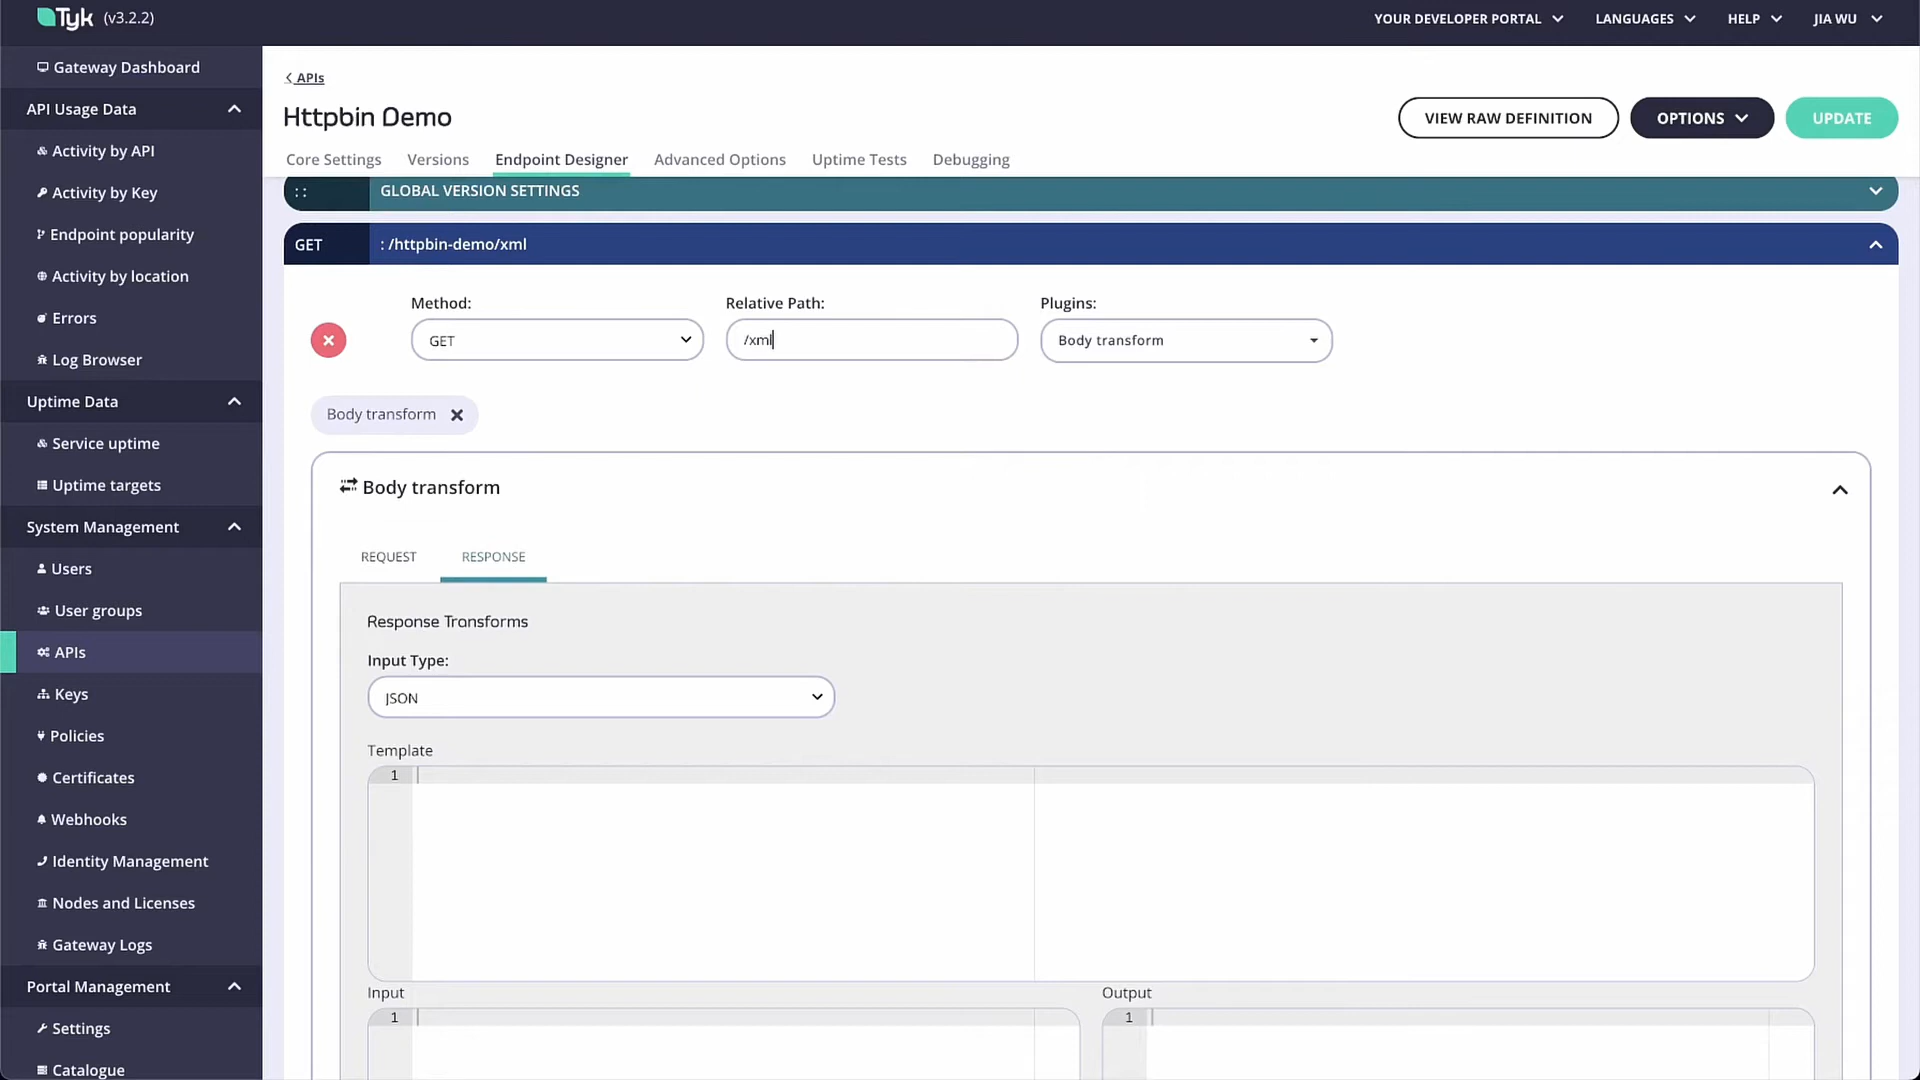 Tyk (v3.2.2)
YOUR DEVELOPER PORTAL
LANGUAGES
HELP
JIA WU
Gateway Dashboard
API Usage Data
Activity by API
Activity by Key
Endpoint popularity
Activity by location
Errors
Log Browser
Uptime Data
Service uptime
Uptime targets
System Management
Users
User groups
APIs
Keys
Policies
Certificates
Webhooks
Identity Management
Nodes and Licenses
Gateway Logs
Portal Management
Settings
Catalogue
APIs
Httpbin Demo
VIEW RAW DEFINITION
OPTIONS
UPDATE
Core Settings
Versions
Endpoint Designer
Advanced Options
Uptime Tests
Debugging
:: GLOBAL VERSION SETTINGS
GET : /httpbin-demo/xml
Method:
Relative Path:
Plugins:
GET
/xml
Body transform
Body transform
Body transform
REQUEST
RESPONSE
Response Transforms
Input Type:
JSON
Template
1
Input
Output
1
1